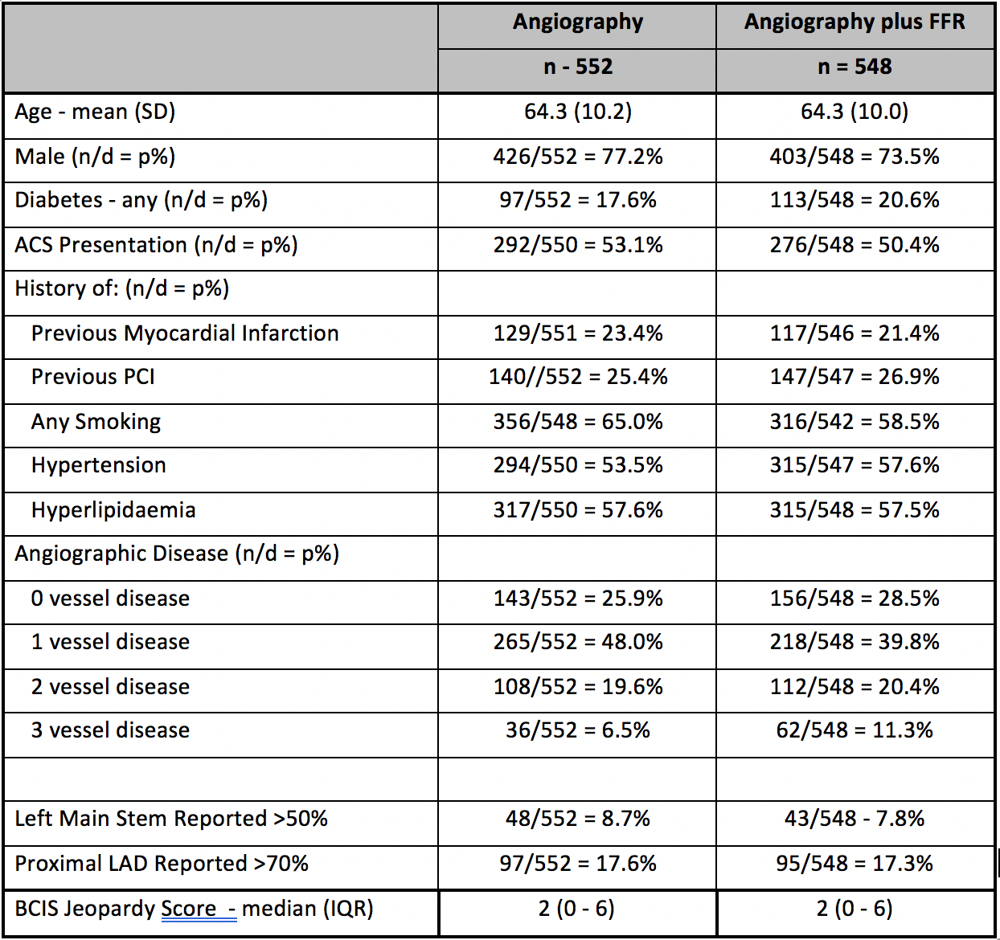 Angiography Angiography plus FFR
n - 552 n = 548
Age - mean (SD) 64.3 (10.2) 64.3 (10.0)
Male (n/d = p%) 426/552 = 77.2% 403/548 = 73.5%
Diabetes - any (n/d = p%) 97/552 = 17.6% 113/548 = 20.6%
ACS Presentation (n/d = p%) 292/550 = 53.1% 276/548 = 50.4%
History of: (n/d = p%)
Previous Myocardial Infarction 129/551 = 23.4% 117/546 = 21.4%
Previous PCI 140//552 = 25.4% 147/547 = 26.9%
Any Smoking 356/548 = 65.0% 316/542 = 58.5%
Hypertension 294/550 = 53.5% 315/547 = 57.6%
Hyperlipidaemia 317/550 = 57.6% 315/548 = 57.5%
Angiographic Disease (n/d = p%)
0 vessel disease 143/552 = 25.9% 156/548 = 28.5%
1 vessel disease 265/552 = 48.0% 218/548 = 39.8%
2 vessel disease 108/552 = 19.6% 112/548 = 20.4%
3 vessel disease 36/552 = 6.5% 62/548 = 11.3%
Left Main Stem Reported >50% 48/552 = 8.7% 43/548 - 7.8%
Proximal LAD Reported >70% 97/552 = 17.6% 95/548 = 17.3%
BCIS Jeopardy Score - median (IQR) 2 (0 - 6) 2 (0 - 6)